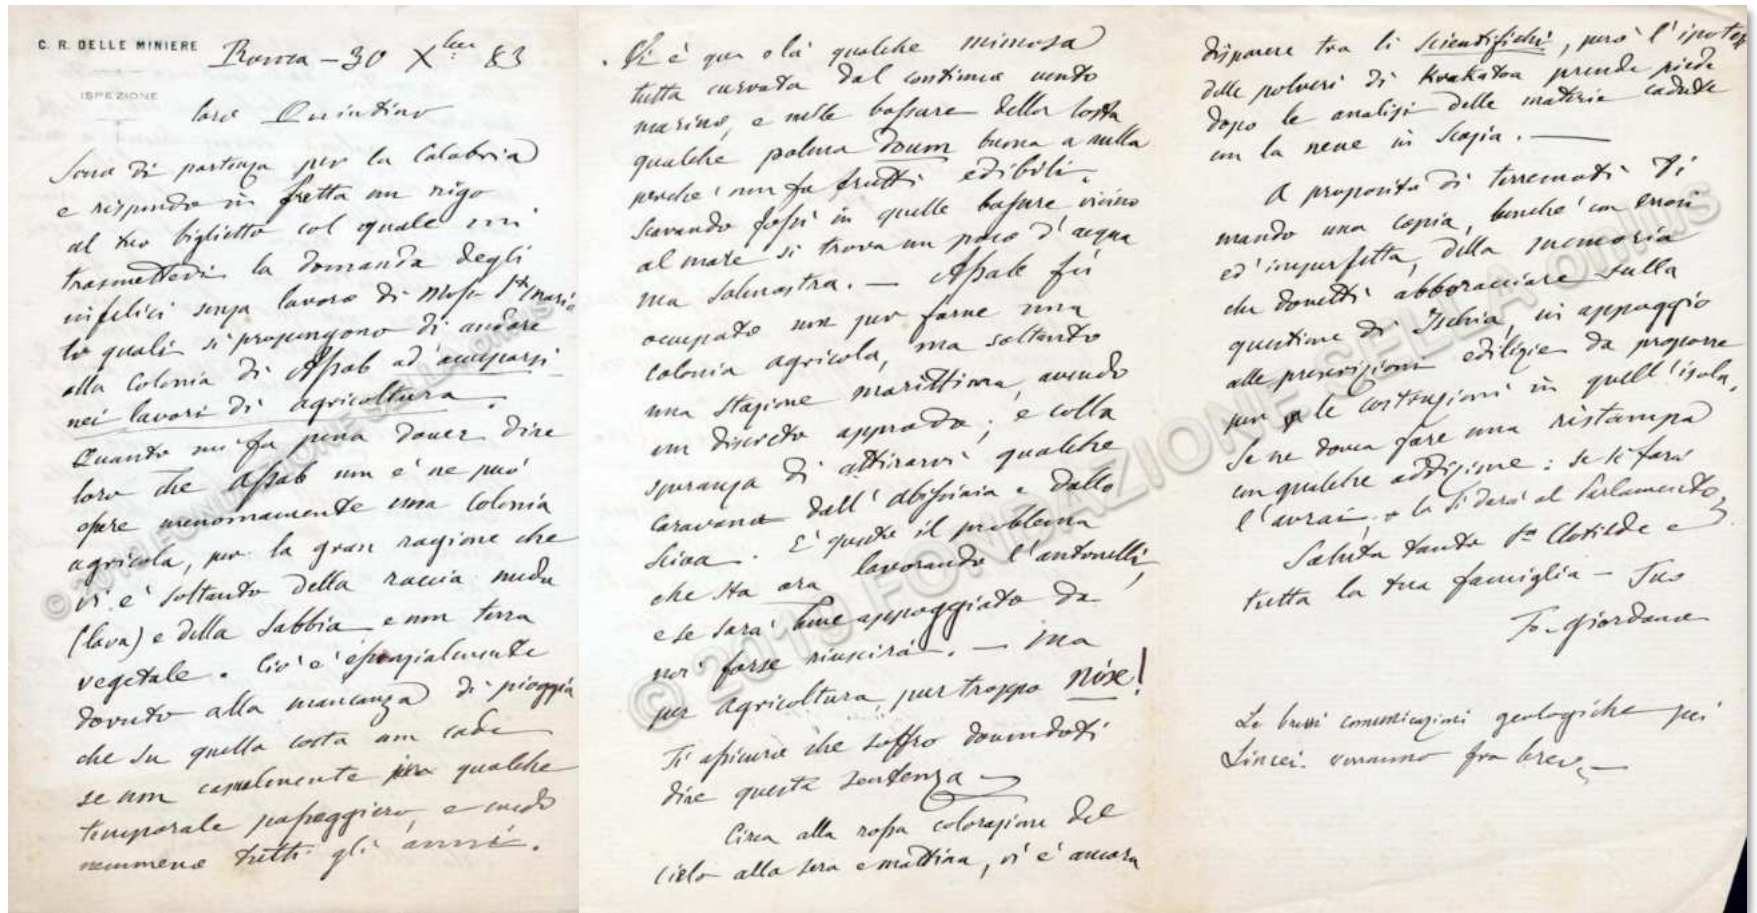 C. R. DELLE MINIERE
ISPEZIONE
Roma - 30 Xbre 83
Caro Quintino
Sono di partenza per la Calabria
e rispondo in fretta un rigo
al tuo biglietto col quale mi
trasmettevi la domanda degli
infelici senza lavoro di Mosso Sta Maria
li quali si propongono di andare
alla Colonia di Assab ad occuparsi
nei lavori di agricoltura.
Quanto mi fa pena dover dire
loro che Assab non è ne può
essere menomamente una Colonia
agricola, per la gran ragione che
vi è soltanto della roccia nuda
(lava) e della sabbia e non terra
vegetale. Ciò è essenzialmente
dovuto alla mancanza di pioggia
che su quella costa non cade
se non casualmente qualche
temporale passeggiero, e credo
nemmeno tutti gli anni.
Vi è qua e là qualche mimosa
tutta curvata dal continuo vento
marino, e nelle bassure della costa
qualche palma doum buona a nulla
perche' non fa frutti edibili.
Scavando fossi in quelle bassure vicino
al mare si trova un poco d'acqua
ma salmastra. - Assab fù
occupato non per farne una
colonia agricola, ma soltanto
una stazione marittima, avendo
un discreto approdo; e colla
speranza di attirarvi qualche
caravana dall'Abissinia e dallo
Scioa. E' questo il problema
che sta ora lavorando l'Antonelli,
e se sarà bene appoggiato da
noi forse riuscirà. - Ma
per agricoltura, pur troppo nix!
Ti assicuro che soffro dovendoti
dire questa sentenza
Circa alla rossa colorazione del
cielo alla sera e mattina, vi è ancora
disparere tra li scientifichi, però l'ipotesi
delle polveri di Krakatoa prende piede
dopo le analisi delle materie cadute
con la neve in
A proposito di terremoti Ti
mando una copia, benchè con errori
ed imperfetta, della memoria
che dovetti abboracciare sulla
questione di Ischia, in appoggio
alle prescrizioni edilizie da proporre
per le costruzioni in quell'isola.
Se ne dovea fare una ristampa
con qualche addizione: se si farà
l'avrai, e la si darà al Parlamento.
Saluta tanto Clotilde e
tutta la tua famiglia - Tuo
F. Giordano
Le brevi comunicazioni geologiche pei
Lincei verranno fra breve
© 2019 FONDAZIONE SELLA ONLUS